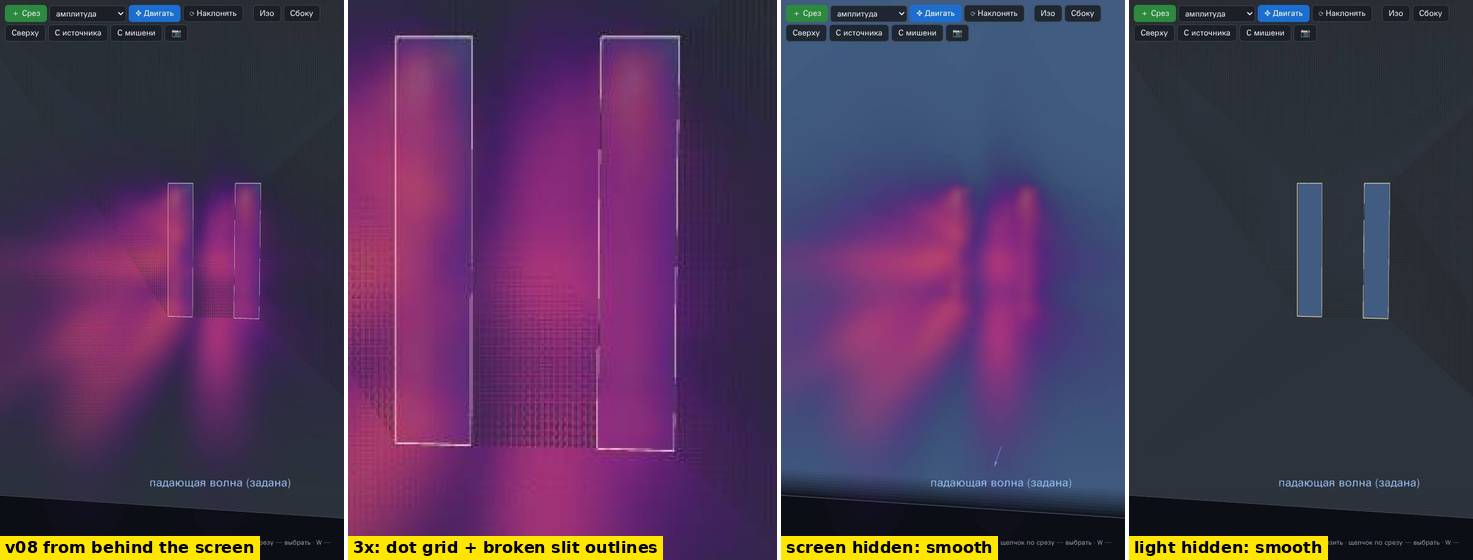 + Срез амплитуда ✥ Двигать ⟳ Наклонять Изо Сбоку
Сверху С источника С мишени 📷
падающая волна (задана)
срезу — выбрать · W —
v08 from behind the screen
3x: dot grid + broken slit outlines
+ Срез амплитуда ✥ Двигать ⟳ Наклонять Изо Сбоку
Сверху С источника С мишени 📷
падающая волна (задана)
щелчок по срезу — выбрать · W —
screen hidden: smooth
+ Срез амплитуда ✥ Двигать ⟳ Наклонять Изо Сбоку
Сверху С источника С мишени 📷
падающая волна (задана)
щелчок по срезу — выбрать · W —
light hidden: smooth